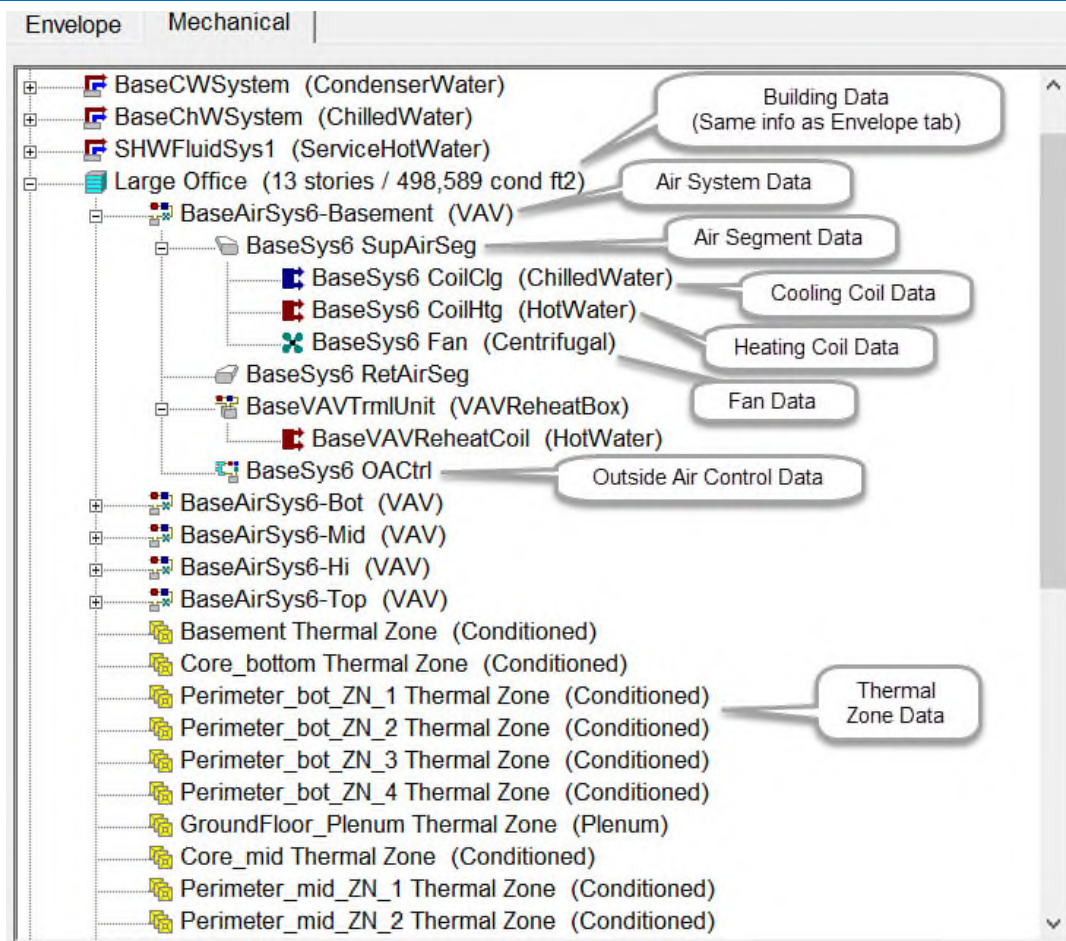 Envelope Mechanical
BaseCWSystem (CondenserWater)
Building Data
(Same info as Envelope tab)
BaseChWSystem (ChilledWater)
SHWFluidSys1 (ServiceHotWater)
Large Office (13 stories / 498,589 cond ft2)
Air System Data
BaseAirSys6-Basement (VAV)
Air Segment Data
BaseSys6 SupAirSeg
BaseSys6 CoilClg (ChilledWater)
Cooling Coil Data
BaseSys6 CoilHtg (HotWater)
Heating Coil Data
BaseSys6 Fan (Centrifugal)
Fan Data
BaseSys6 RetAirSeg
BaseVAVTrmlUnit (VAVReheatBox)
BaseVAVReheatCoil (HotWater)
BaseSys6 OACtrl
Outside Air Control Data
BaseAirSys6-Bot (VAV)
BaseAirSys6-Mid (VAV)
BaseAirSys6-Hi (VAV)
BaseAirSys6-Top (VAV)
Basement Thermal Zone (Conditioned)
Core_bottom Thermal Zone (Conditioned)
Perimeter_bot_ZN_1 Thermal Zone (Conditioned)
Thermal
Zone Data
Perimeter_bot_ZN_2 Thermal Zone (Conditioned)
Perimeter_bot_ZN_3 Thermal Zone (Conditioned)
Perimeter_bot_ZN_4 Thermal Zone (Conditioned)
GroundFloor_Plenum Thermal Zone (Plenum)
Core_mid Thermal Zone (Conditioned)
Perimeter_mid_ZN_1 Thermal Zone (Conditioned)
Perimeter_mid_ZN_2 Thermal Zone (Conditioned)